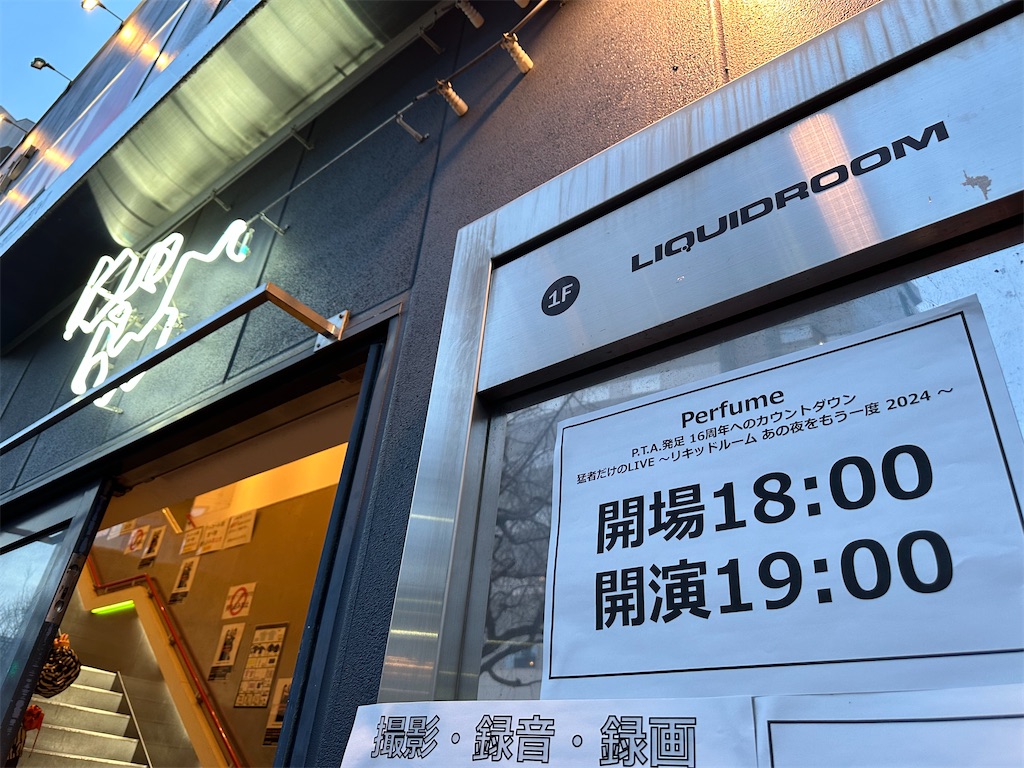 LIQUIDROOM
1F
Perfume
P.T.A.発足 16周年へのカウントダウン
猛者だけのLIVE ～リキッドルーム あの夜をもう一度 2024 ～
開場18:00
開演19:00
撮影・録音・録画